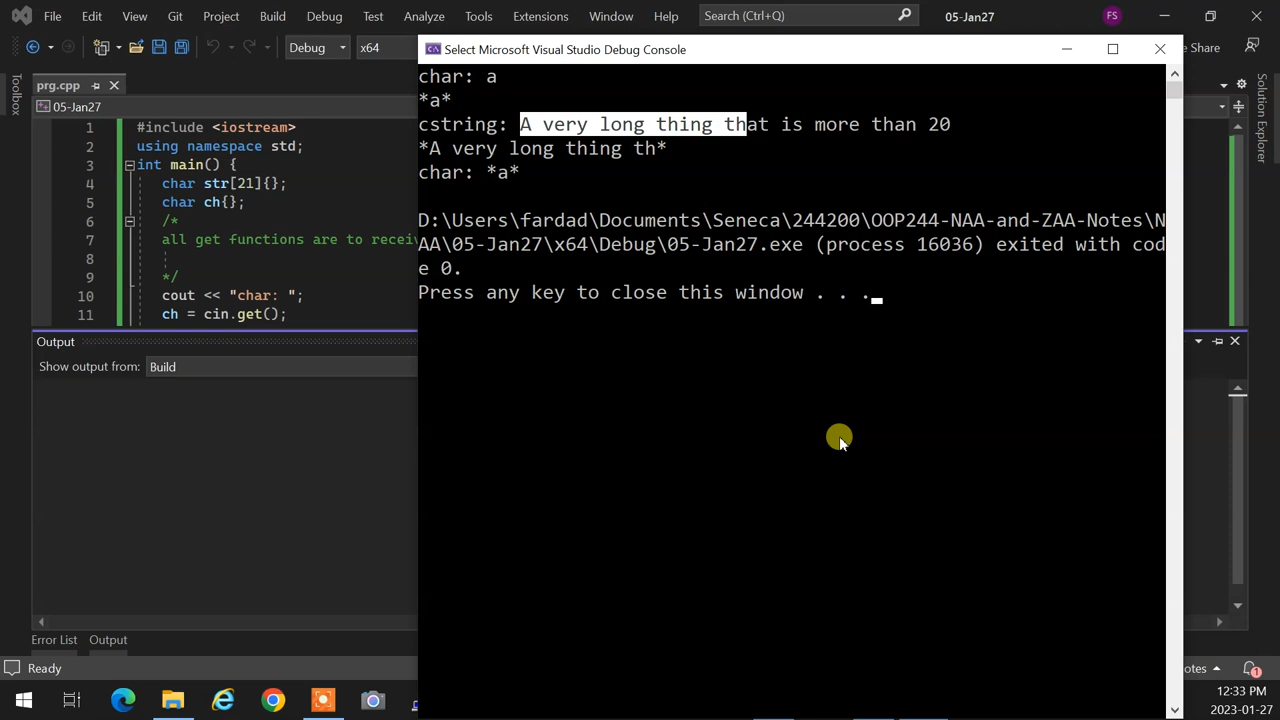 File Edit View Git Project Build Debug Test Analyze Tools Extensions Window Help Search (Ctrl+Q) 05-Jan27 FS
Debug x64 Share
Select Microsoft Visual Studio Debug Console
Toolbox
prg.cpp
05-Jan27
1 #include <iostream>
2 using namespace std;
3 int main() {
4 char str[21]{};
5 char ch{};
6 /*
7 all get functions are to recei
8
9 */
10 cout << "char: ";
11 ch = cin.get();
char: a
*a*
cstring: A very long thing that is more than 20
*A very long thing th*
char: *a*
D:\Users\fardad\Documents\Seneca\244200\OOP244-NAA-and-ZAA-Notes\N
AA\05-Jan27\x64\Debug\05-Jan27.exe (process 16036) exited with cod
e 0.
Press any key to close this window . . .
Solution Explorer
Output
Show output from: Build
Error List Output
Ready
1
12:33 PM
2023-01-27